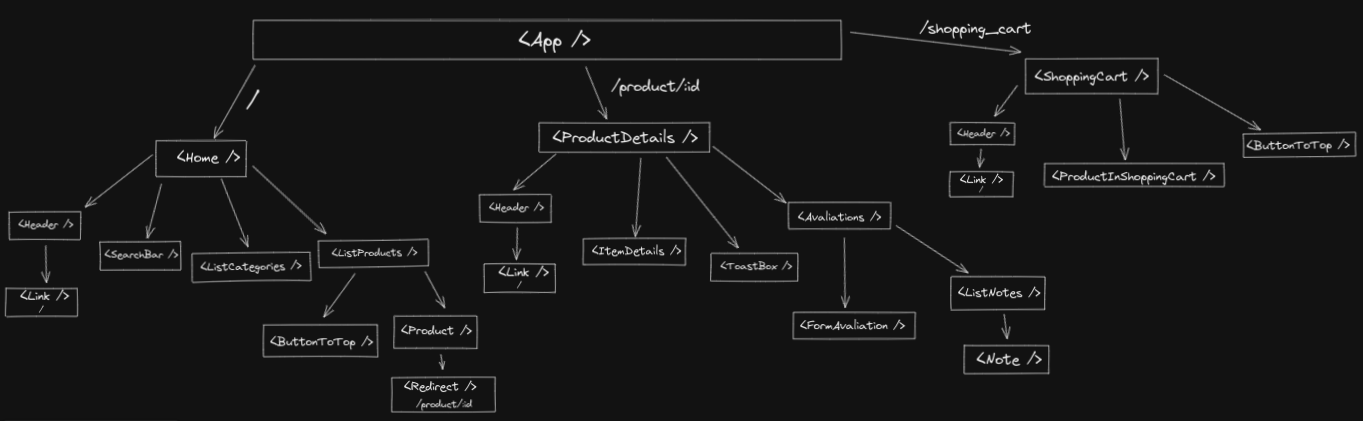 <App />
/shopping_cart
/
/product/:id
<ShoppingCart />
<Header />
<Link />
/
<ProductInShoppingCart />
<ButtonToTop />
<Home />
<ProductDetails />
<Header />
<Link />
/
<SearchBar />
<ListCategories />
<ListProducts />
<ButtonToTop />
<Product />
<Redirect />
/product/:id
<Header />
<Link />
/
<ItemDetails />
<ToastBox />
<Avaliations />
<FormAvaliation />
<ListNotes />
<Note />